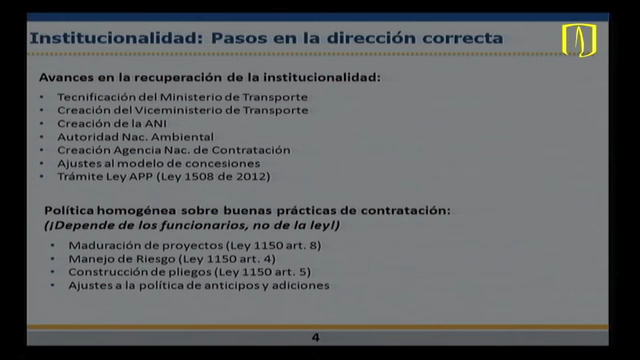 Institucionalidad: Pasos en la dirección correcta
Avances en la recuperación de la institucionalidad:
• Tecnificación del Ministerio de Transporte
• Creación del Viceministerio de Transporte
• Creación de la ANI
• Autoridad Nac. Ambiental
• Creación Agencia Nac. de Contratación
• Ajustes al modelo de concesiones
• Trámite Ley APP (Ley 1508 de 2012)
Política homogénea sobre buenas prácticas de contratación:
(¡Depende de los funcionarios, no de la ley!)
• Maduración de proyectos (Ley 1150 art. 8)
• Manejo de Riesgo (Ley 1150 art. 4)
• Construcción de pliegos (Ley 1150 art. 5)
• Ajustes a la política de anticipos y adiciones
4